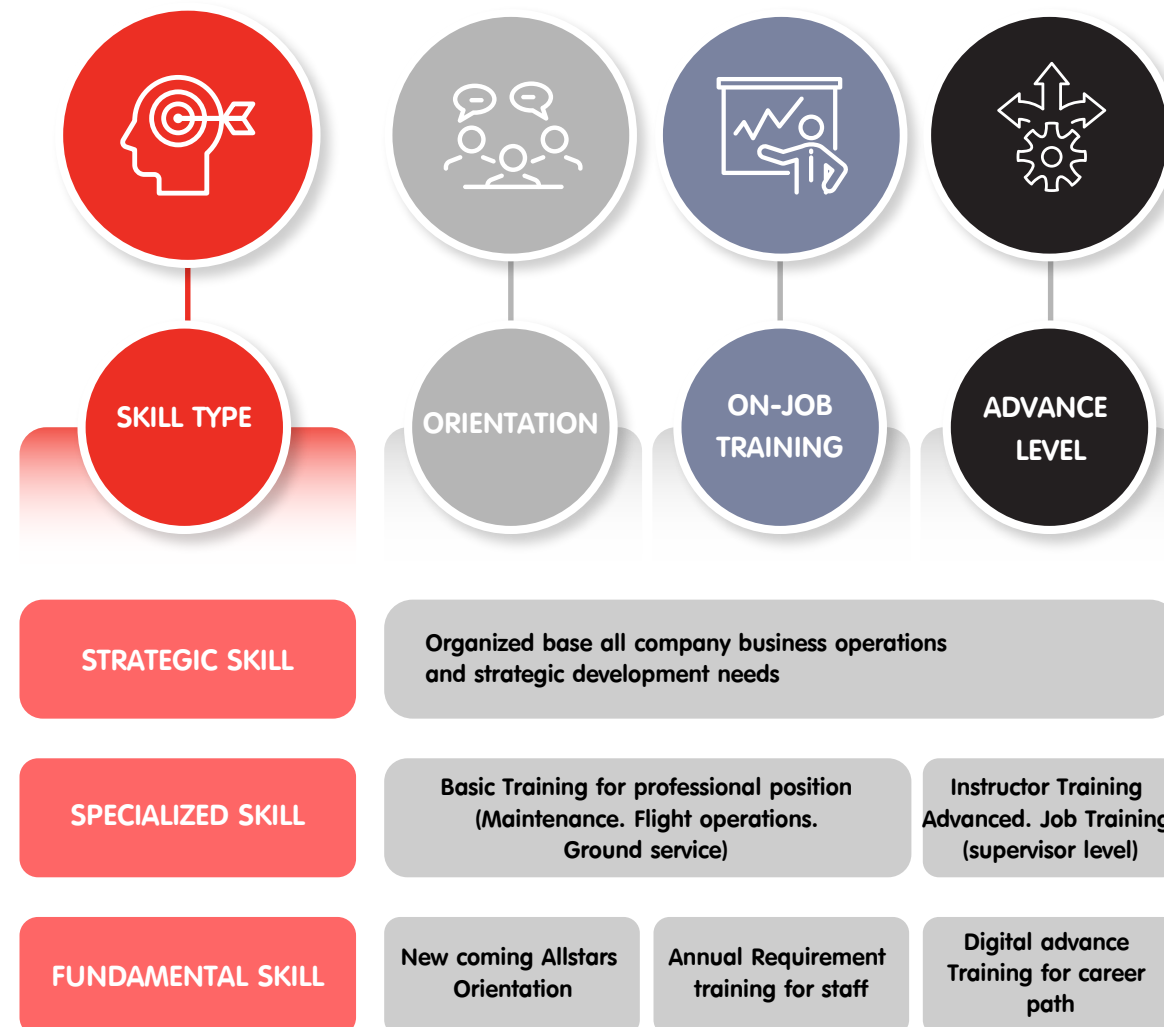 SKILL TYPE
ORIENTATION
ON-JOB
TRAINING
ADVANCE
LEVEL
STRATEGIC SKILL
Organized base all company business operations
and strategic development needs
SPECIALIZED SKILL
Basic Training for professional position
(Maintenance. Flight operations.
Ground service)
Instructor Training
Advanced. Job Training
(supervisor level)
FUNDAMENTAL SKILL
New coming Allstars
Orientation
Annual Requirement
training for staff
Digital advance
Training for career
path